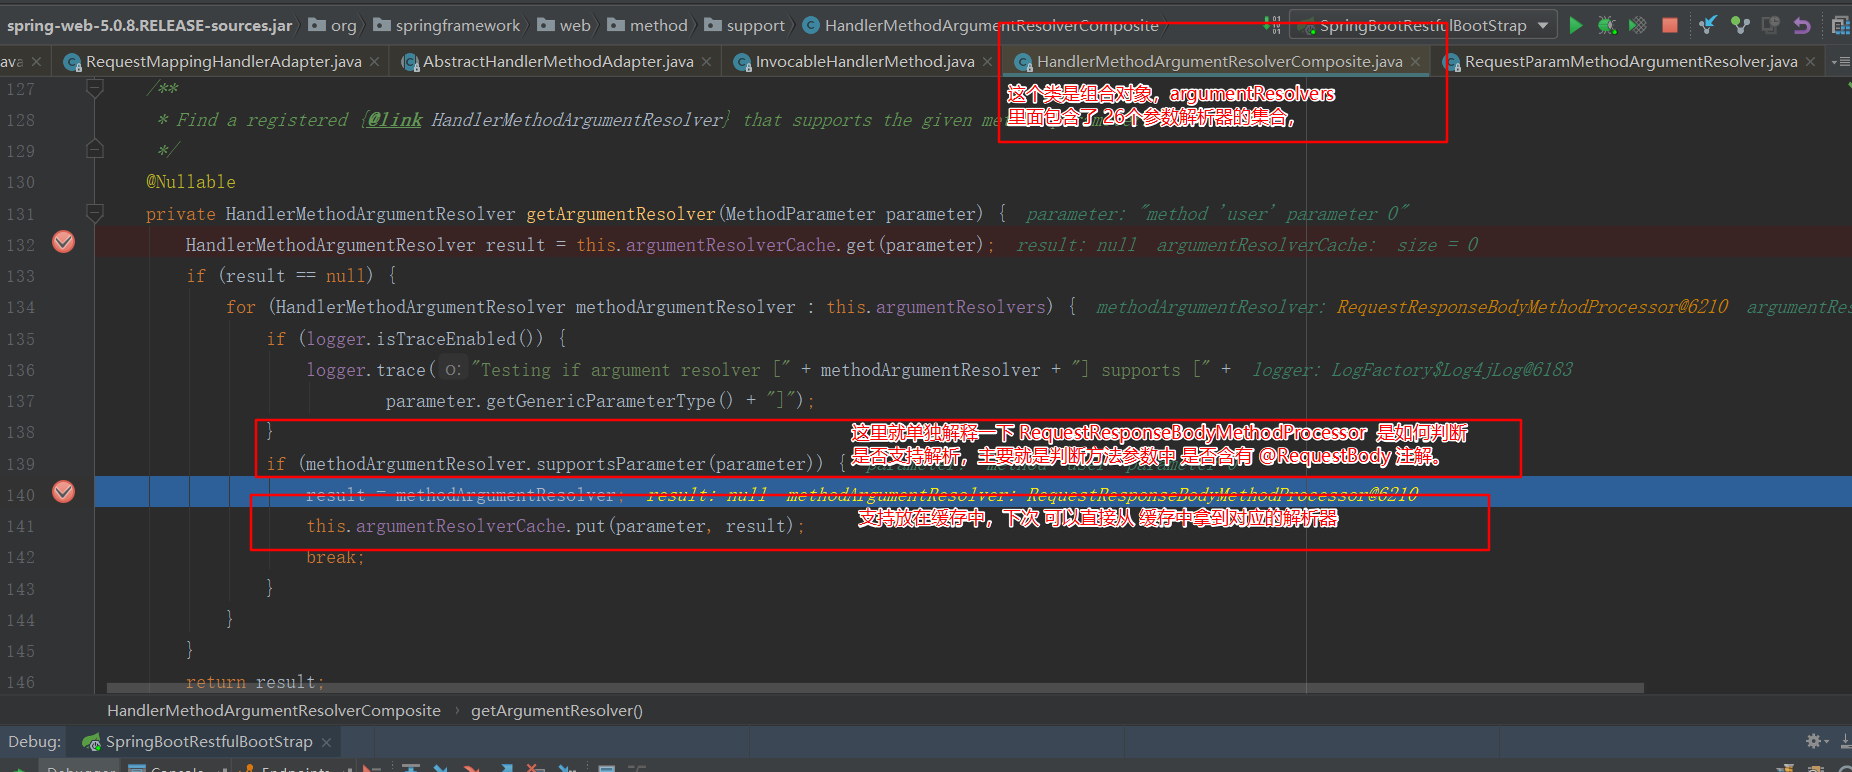 spring-web-5.0.8.RELEASE-sources.jar org springframework web method support HandlerMethodArgumentResolverComposite SpringBootRestfulBootStrap
ava RequestMappingHandlerAdapter.java AbstractHandlerMethodAdapter.java InvocableHandlerMethod.java HandlerMethodArgumentResolverComposite.java RequestParamMethodArgumentResolver.java
这个类是组合对象，argumentResolvers
里面包含了 26个参数解析器的集合，
127 /**
128 * Find a registered {@link HandlerMethodArgumentResolver} that supports the given
129 */
130 @Nullable
131 private HandlerMethodArgumentResolver getArgumentResolver(MethodParameter parameter) { parameter: "method 'user' parameter 0"
132 HandlerMethodArgumentResolver result = this.argumentResolverCache.get(parameter); result: null argumentResolverCache: size = 0
133 if (result == null) {
134 for (HandlerMethodArgumentResolver methodArgumentResolver : this.argumentResolvers) { methodArgumentResolver: RequestResponseBodyMethodProcessor@6210 argumentRes
135 if (logger.isTraceEnabled()) {
136 logger.trace( o: "Testing if argument resolver [" + methodArgumentResolver + "] supports [" + logger: LogFactory$Log4jLog@6183
137 parameter.getGenericParameterType() + "]");
138 }
这里就单独解释一下 RequestResponseBodyMethodProcessor 是如何判断
是否支持解析，主要就是判断方法参数中 是否含有 @RequestBody 注解。
139 if (methodArgumentResolver.supportsParameter(parameter)) {
140 result = methodArgumentResolver; result: null methodArgumentResolver: RequestResponseBodyMethodProcessor@6210
支持放在缓存中，下次 可以直接从 缓存中拿到对应的解析器
141 this.argumentResolverCache.put(parameter, result);
142 break;
143 }
144 }
145 }
146 return result;
HandlerMethodArgumentResolverComposite › getArgumentResolver()
Debug: SpringBootRestfulBootStrap
Debugger Console Endpoints